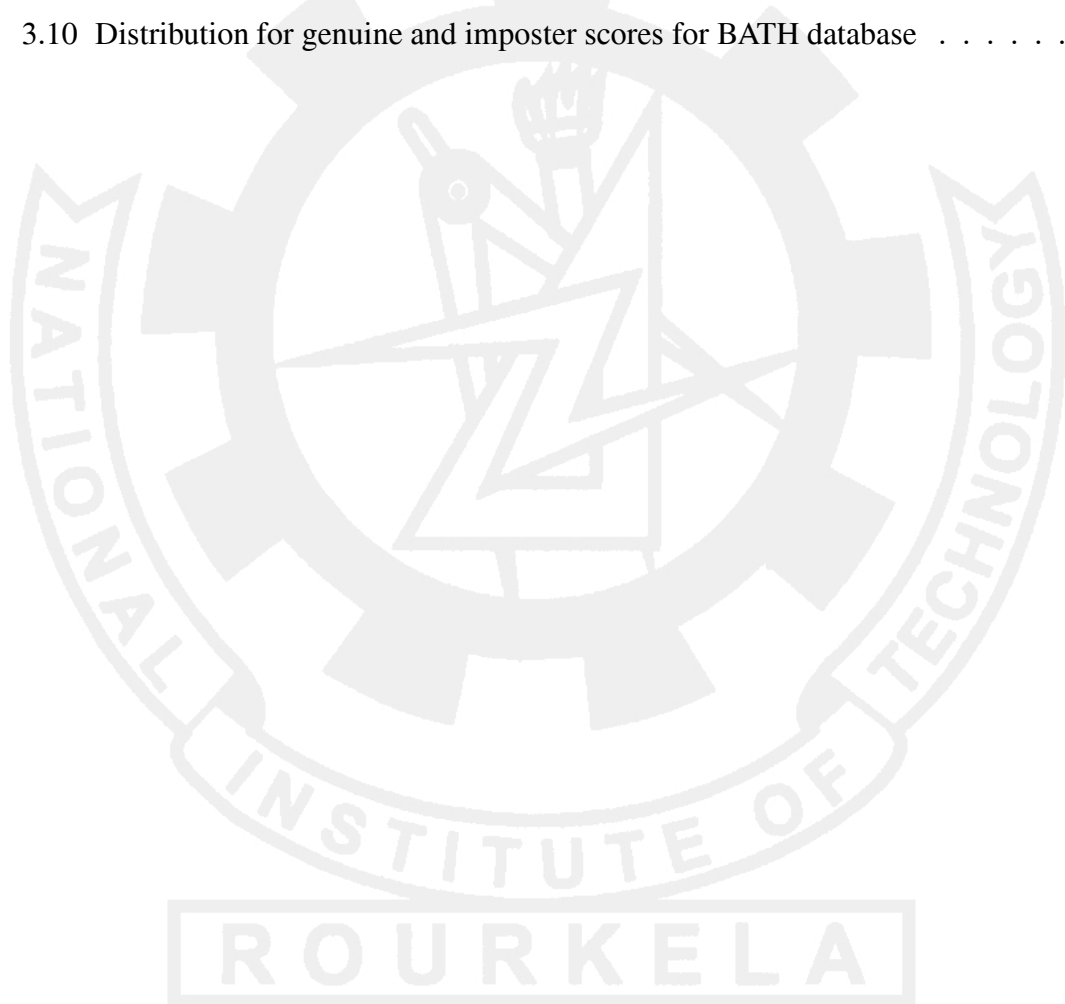 3.10 Distribution for genuine and imposter scores for BATH database . . . . . .
NATIONAL INSTITUTE OF TECHNOLOGY
ROURKELA